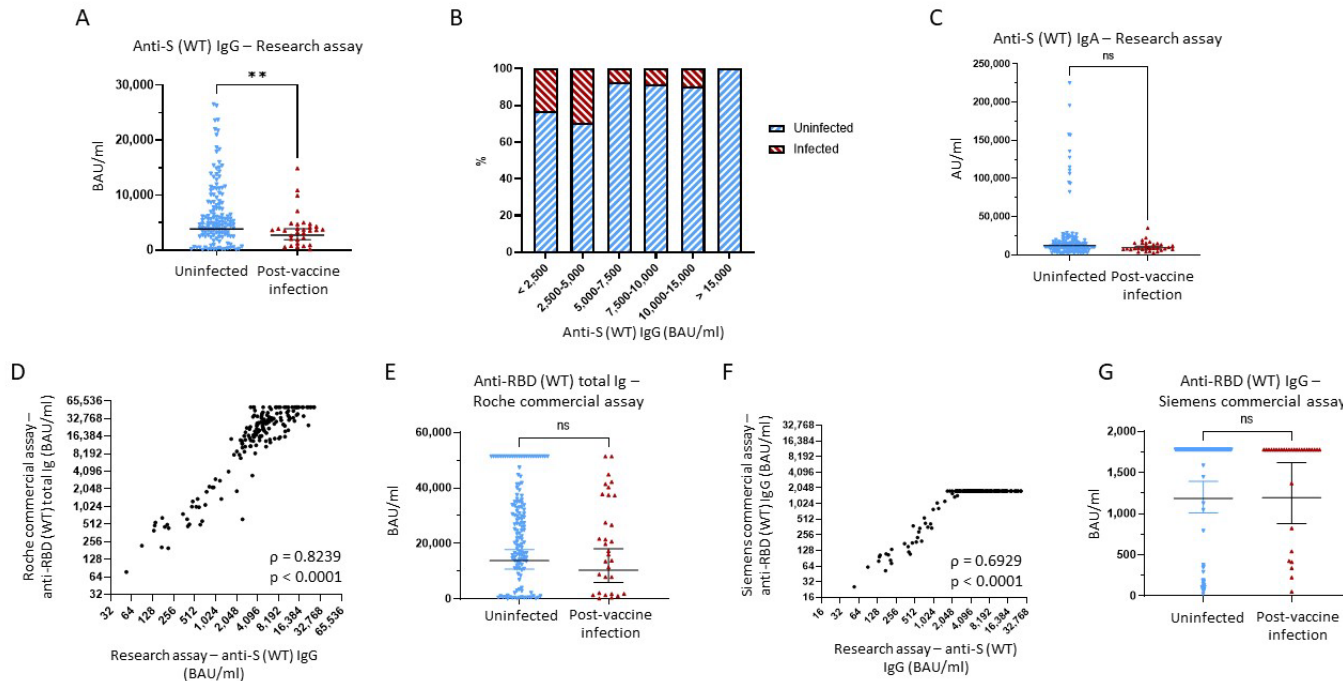 A
Anti-S (WT) IgG – Research assay
**
30,000
20,000
10,000
0
BAU/ml
Uninfected
Post-vaccine
infection
B
100
80
60
40
20
0
%
< 2,500
2,500-5,000
5,000-7,500
7,500-10,000
10,000-15,000
> 15,000
Anti-S (WT) IgG (BAU/ml)
Uninfected
Infected
C
Anti-S (WT) IgA – Research assay
ns
250,000
200,000
150,000
100,000
50,000
0
AU/ml
Uninfected
Post-vaccine
infection
D
Roche commercial assay –
anti-RBD (WT) total Ig (BAU/ml)
65,536
32,768
16,384
8,192
4,096
2,048
1,024
512
256
128
64
32
ρ = 0.8239
p < 0.0001
32
64
128
256
512
1,024
2,048
4,096
8,192
16,384
32,768
65,536
Research assay – anti-S (WT) IgG
(BAU/ml)
E
Anti-RBD (WT) total Ig –
Roche commercial assay
ns
60,000
40,000
20,000
0
BAU/ml
Uninfected
Post-vaccine
infection
F
Siemens commercial assay –
anti-RBD (WT) IgG (BAU/ml)
32,768
16,384
8,192
4,096
2,048
1,024
512
256
128
64
32
16
ρ = 0.6929
p < 0.0001
16
32
64
128
256
512
1,024
2,048
4,096
8,192
16,384
32,768
Research assay – anti-S (WT)
IgG (BAU/ml)
G
Anti-RBD (WT) IgG –
Siemens commercial assay
ns
2,000
1,500
1,000
500
0
BAU/ml
Uninfected
Post-vaccine
infection